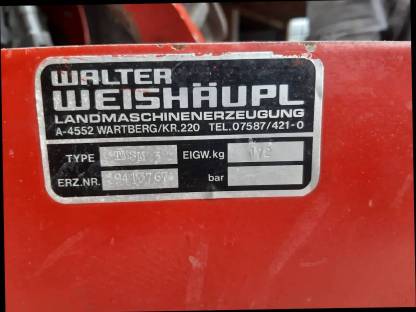 WALTER
WEISHÄUPL
LANDMASCHINENERZEUGUNG
A-4552 WARTBERG/KR.220 TEL.07587/421-0
TYPE EIGW.kg
ERZ.NR. bar